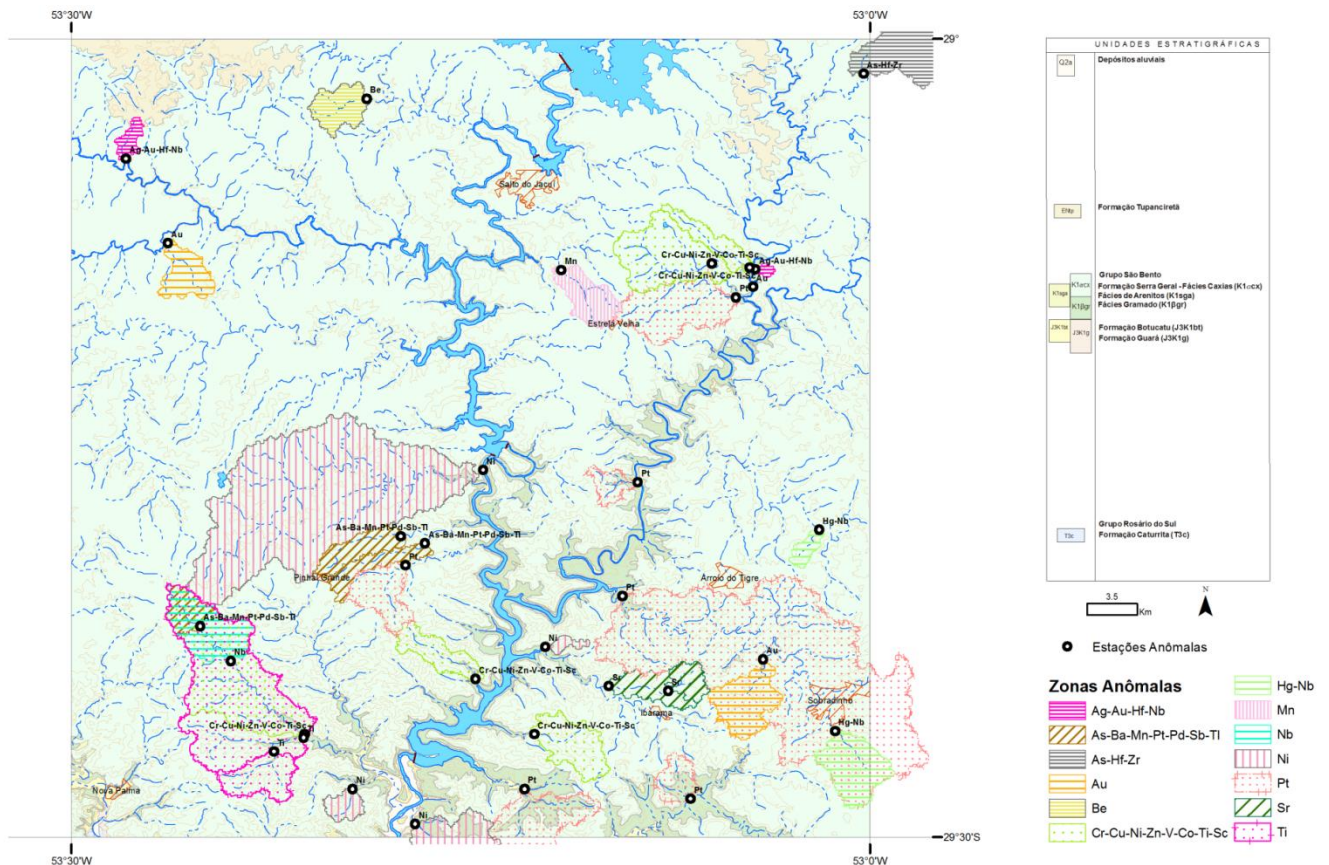 53°30'W
53°0'W
29°
As-Hf-Zr
Be
Ag-Au-Hf-Nb
Salto do Jacuí
Au
Cr-Cu-Ni-Zn-V-Co-Ti-Sc
Mn
Ag-Au-Hf-Nb
Cr-Cu-Ni-Zn-V-Co-Ti-Sc
Au
Pt
Estrela Velha
Ni
Pt
Hg-Nb
As-Ba-Mn-Pt-Pd-Sb-Tl
As-Ba-Mn-Pt-Pd-Sb-Tl
Pt
Pinhal Grande
Arroio do Tigre
Pt
As-Ba-Mn-Pt-Pd-Sb-Tl
Ni
Nb
Au
Cr-Cu-Ni-Zn-V-Co-Ti-Sc
Sr
Sr
Sobradinho
Ibarama
Cr-Cu-Ni-Zn-V-Co-Ti-Sc
Ti
Cr-Cu-Ni-Zn-V-Co-Ti-Sc
Hg-Nb
Ti
Nova Palma
Ni
Pt
Pt
Ni
29°30'S
53°30'W
53°0'W
UNIDADES ESTRATIGRÁFICAS
Q2a
Depósitos aluviais
Formação Tupanciretã
Grupo São Bento
K1αcx
Formação Serra Geral - Fácies Caxias (K1αcx)
K1sga
Fácies de Arenitos (K1sga)
K1βgr
Fácies Gramado (K1βgr)
J3K1bt
Formação Botucatu (J3K1bt)
J3K1g
Formação Guará (J3K1g)
Grupo Rosário do Sul
T3c
Formação Caturrita (T3c)
3.5
Km
N
Estações Anômalas
Zonas Anômalas
Ag-Au-Hf-Nb
As-Ba-Mn-Pt-Pd-Sb-Tl
As-Hf-Zr
Au
Be
Cr-Cu-Ni-Zn-V-Co-Ti-Sc
Hg-Nb
Mn
Nb
Ni
Pt
Sr
Ti